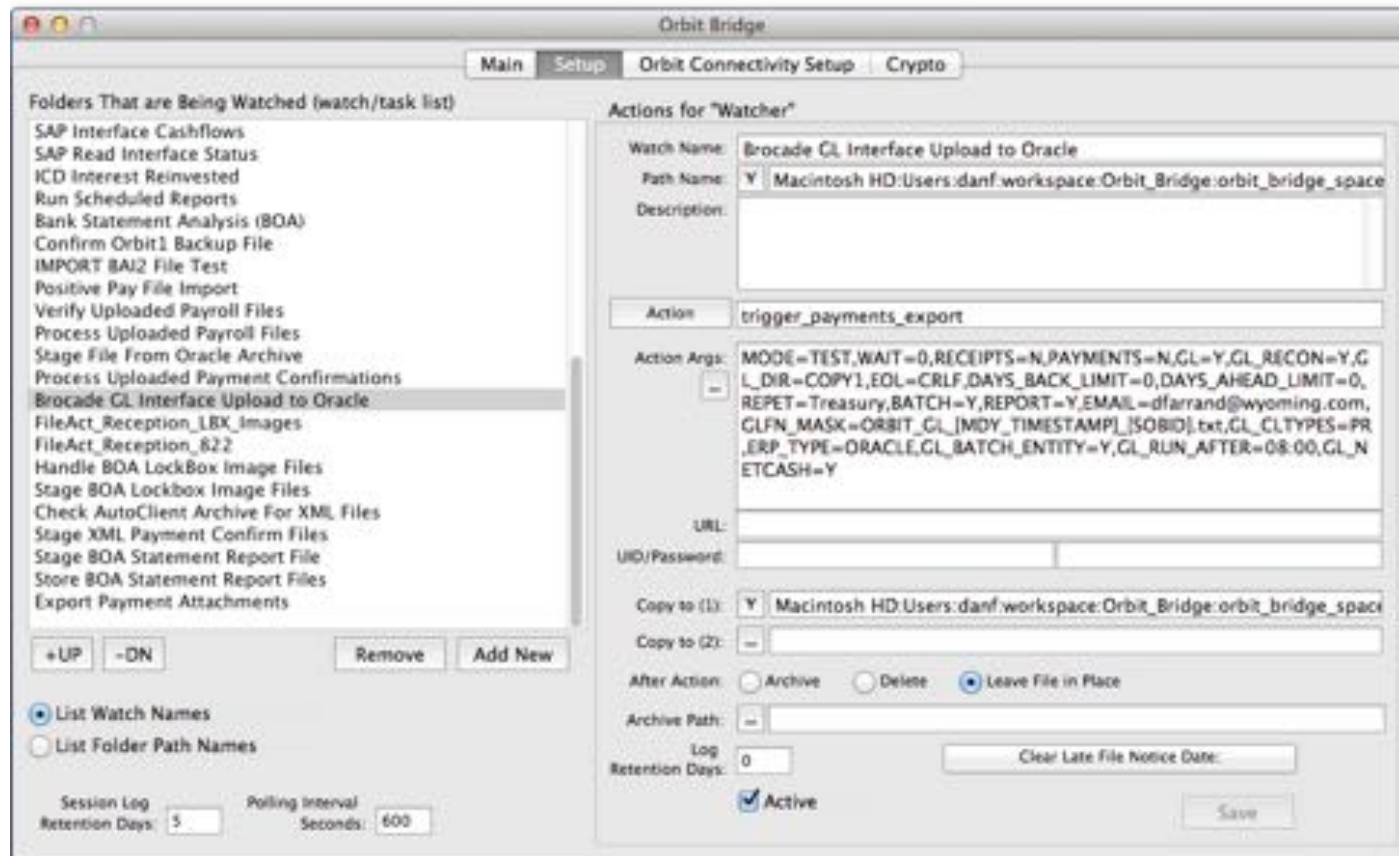 Orbit Bridge
Main Setup Orbit Connectivity Setup Crypto
Folders That are Being Watched (watch/task list)
SAP Interface Cashflows
SAP Read Interface Status
ICD Interest Reinvested
Run Scheduled Reports
Bank Statement Analysis (BOA)
Confirm Orbit1 Backup File
IMPORT BAI2 File Test
Positive Pay File Import
Verify Uploaded Payroll Files
Process Uploaded Payroll Files
Stage File From Oracle Archive
Process Uploaded Payment Confirmations
Brocade GL Interface Upload to Oracle
FileAct_Reception_LBX_Images
FileAct_Reception_822
Handle BOA LockBox Image Files
Stage BOA Lockbox Image Files
Check AutoClient Archive For XML Files
Stage XML Payment Confirm Files
Stage BOA Statement Report File
Store BOA Statement Report Files
Export Payment Attachments
+UP -DN Remove Add New
List Watch Names
List Folder Path Names
Session Log Retention Days: 5
Polling Interval Seconds: 600
Actions for "Watcher"
Watch Name: Brocade GL Interface Upload to Oracle
Path Name: Y Macintosh HD:Users:danf:workspace:Orbit_Bridge:orbit_bridge_space
Description:
Action trigger_payments_export
Action Args: MODE=TEST,WAIT=0,RECEIPTS=N,PAYMENTS=N,GL=Y,GL_RECON=Y,G
... L_DIR=COPY1,EOL=CRLF,DAYS_BACK_LIMIT=0,DAYS_AHEAD_LIMIT=0,
REPET=Treasury,BATCH=Y,REPORT=Y,EMAIL=dfarrand@wyoming.com,
GLFN_MASK=ORBIT_GL_[MDY_TIMESTAMP]_[SOBID].txt,GL_CLTYPES=PR
,ERP_TYPE=ORACLE,GL_BATCH_ENTITY=Y,GL_RUN_AFTER=08:00,GL_N
ETCASH=Y
URL:
UID/Password:
Copy to (1): Y Macintosh HD:Users:danf:workspace:Orbit_Bridge:orbit_bridge_space
Copy to (2): ...
After Action: Archive Delete Leave File in Place
Archive Path: ...
Log Retention Days: 0
Clear Late File Notice Date:
Active
Save